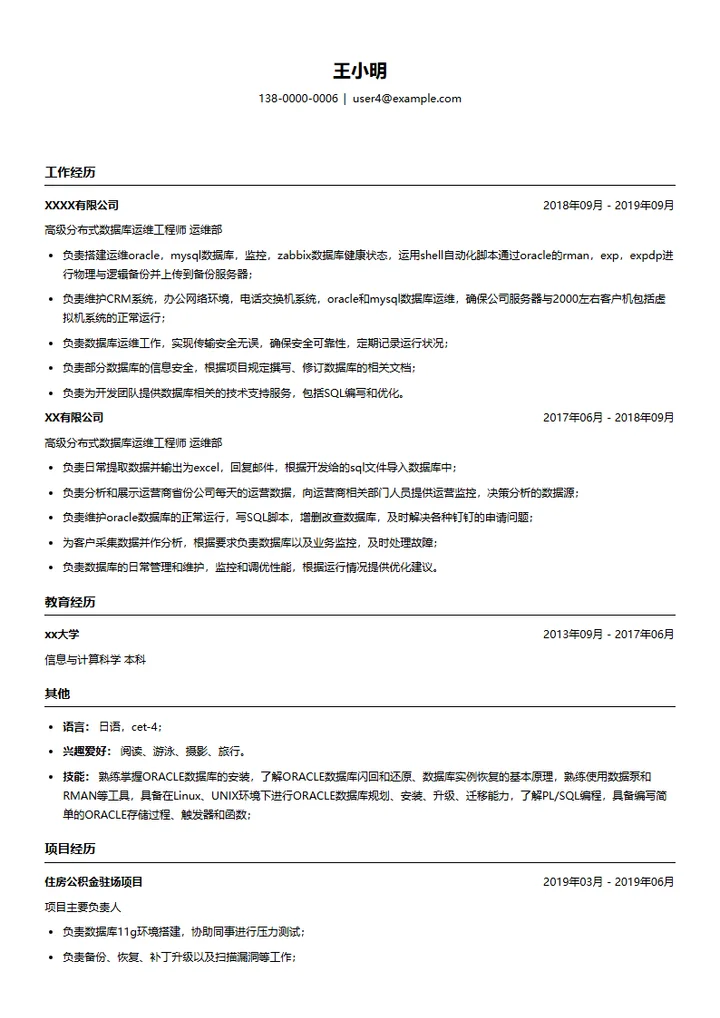 王小明
138-0000-0006 | user4@example.com
工作经历
XXXX有限公司 2018年09月 - 2019年09月
高级分布式数据库运维工程师 运维部
• 负责搭建运维oracle，mysql数据库，监控，zabbix数据库健康状态，运用shell自动化脚本通过oracle的rman，exp，expdp进
行物理与逻辑备份并上传到备份服务器；
• 负责维护CRM系统，办公网络环境，电话交换机系统，oracle和mysql数据库运维，确保公司服务器与2000左右客户机包括虚
拟机系统的正常运行；
• 负责数据库运维工作，实现传输安全无误，确保安全可靠性，定期记录运行状况；
• 负责部分数据库的信息安全，根据项目规定撰写、修订数据库的相关文档；
• 负责为开发团队提供数据库相关的技术支持服务，包括SQL编写和优化。
XX有限公司 2017年06月 - 2018年09月
高级分布式数据库运维工程师 运维部
• 负责日常提取数据并输出为excel，回复邮件，根据开发给的sql文件导入数据库中；
• 负责分析和展示运营商省份公司每天的运营数据，向运营商相关部门人员提供运营监控，决策分析的数据源；
• 负责维护oracle数据库的正常运行，写SQL脚本，增删改查数据库，及时解决各种钉钉的申请问题；
• 为客户采集数据并作分析，根据要求负责数据库以及业务监控，及时处理故障；
• 负责数据库的日常管理和维护，监控和调优性能，根据运行情况提供优化建议。
教育经历
xx大学 2013年09月 - 2017年06月
信息与计算科学 本科
其他
• 语言： 日语，cet-4；
• 兴趣爱好： 阅读、游泳、摄影、旅行。
• 技能： 熟练掌握ORACLE数据库的安装，了解ORACLE数据库闪回和还原、数据库实例恢复的基本原理，熟练使用数据泵和
RMAN等工具，具备在Linux、UNIX环境下进行ORACLE数据库规划、安装、升级、迁移能力，了解PL/SQL编程，具备编写简
单的ORACLE存储过程、触发器和函数；
项目经历
住房公积金驻场项目 2019年03月 - 2019年06月
项目主要负责人
• 负责数据库11g环境搭建，协助同事进行压力测试；
• 负责备份、恢复、补丁升级以及扫描漏洞等工作；